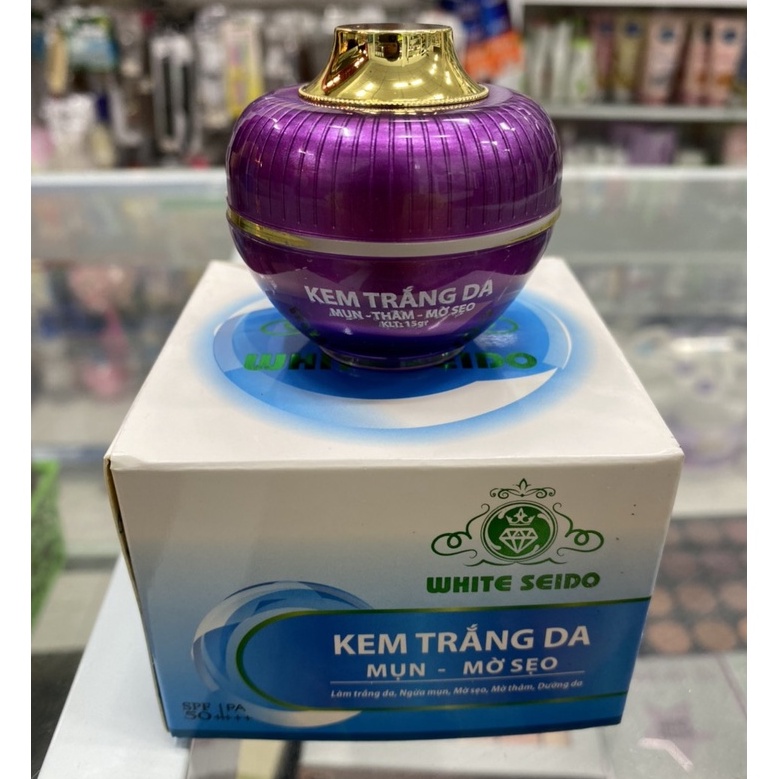 KEM TRẮNG DA
MỤN - THÂM - MỜ SẸO
KLT: 15gr
WHITE SEIDO
WHITE SEIDO
KEM TRẮNG DA
MỤN - MỜ SẸO
Làm trắng da, Ngừa mụn, Mờ sẹo, Mờ thâm, Dưỡng da
SPF PA
50 +++